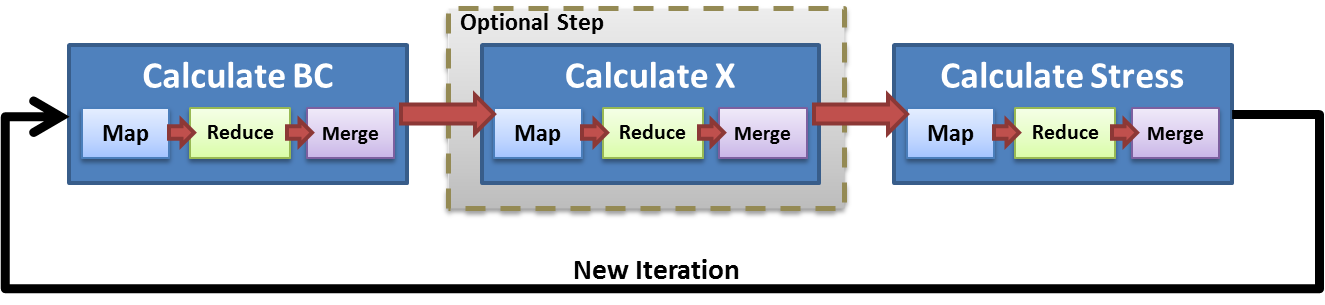 Optional Step
Calculate BC
Map Reduce Merge
Calculate X
Map Reduce Merge
Calculate Stress
Map Reduce Merge
New Iteration